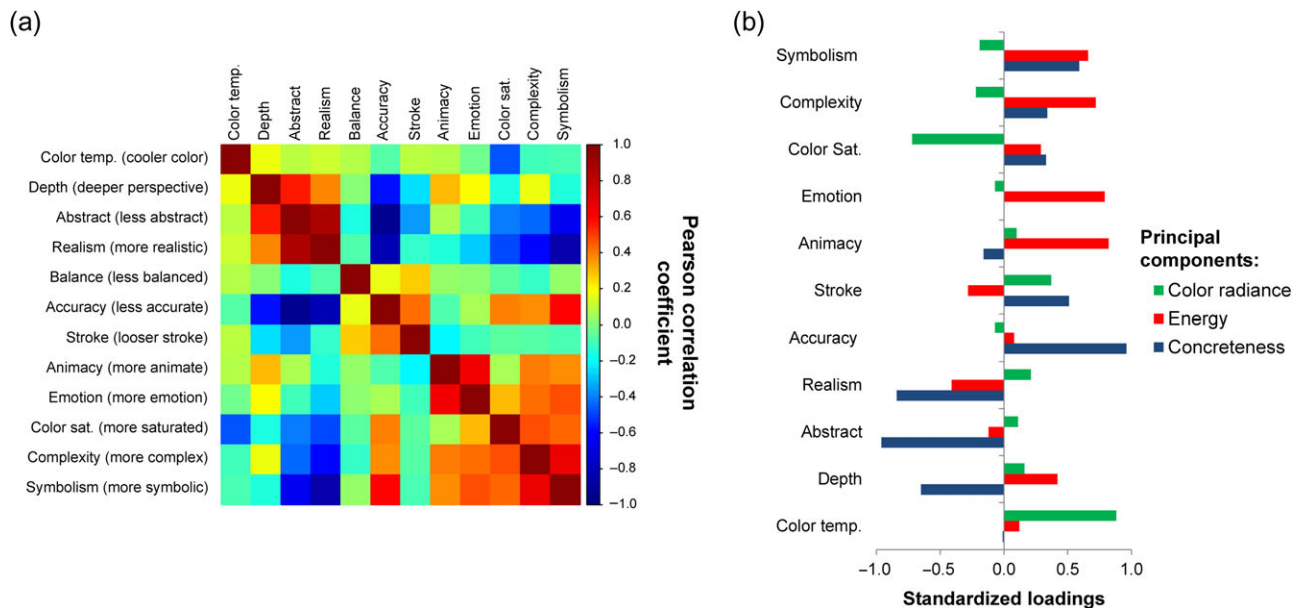 (a)
Color temp.
Depth
Abstract
Realism
Balance
Accuracy
Stroke
Animacy
Emotion
Color sat.
Complexity
Symbolism
Color temp. (cooler color)
Depth (deeper perspective)
Abstract (less abstract)
Realism (more realistic)
Balance (less balanced)
Accuracy (less accurate)
Stroke (looser stroke)
Animacy (more animate)
Emotion (more emotion)
Color sat. (more saturated)
Complexity (more complex)
Symbolism (more symbolic)
1.0
0.8
0.6
0.4
0.2
0.0
−0.2
−0.4
−0.6
−0.8
−1.0
Pearson correlation
coefficient
(b)
Symbolism
Complexity
Color Sat.
Emotion
Animacy
Stroke
Accuracy
Realism
Abstract
Depth
Color temp.
−1.0
−0.5
0.0
0.5
1.0
Standardized loadings
Principal
components:
Color radiance
Energy
Concreteness